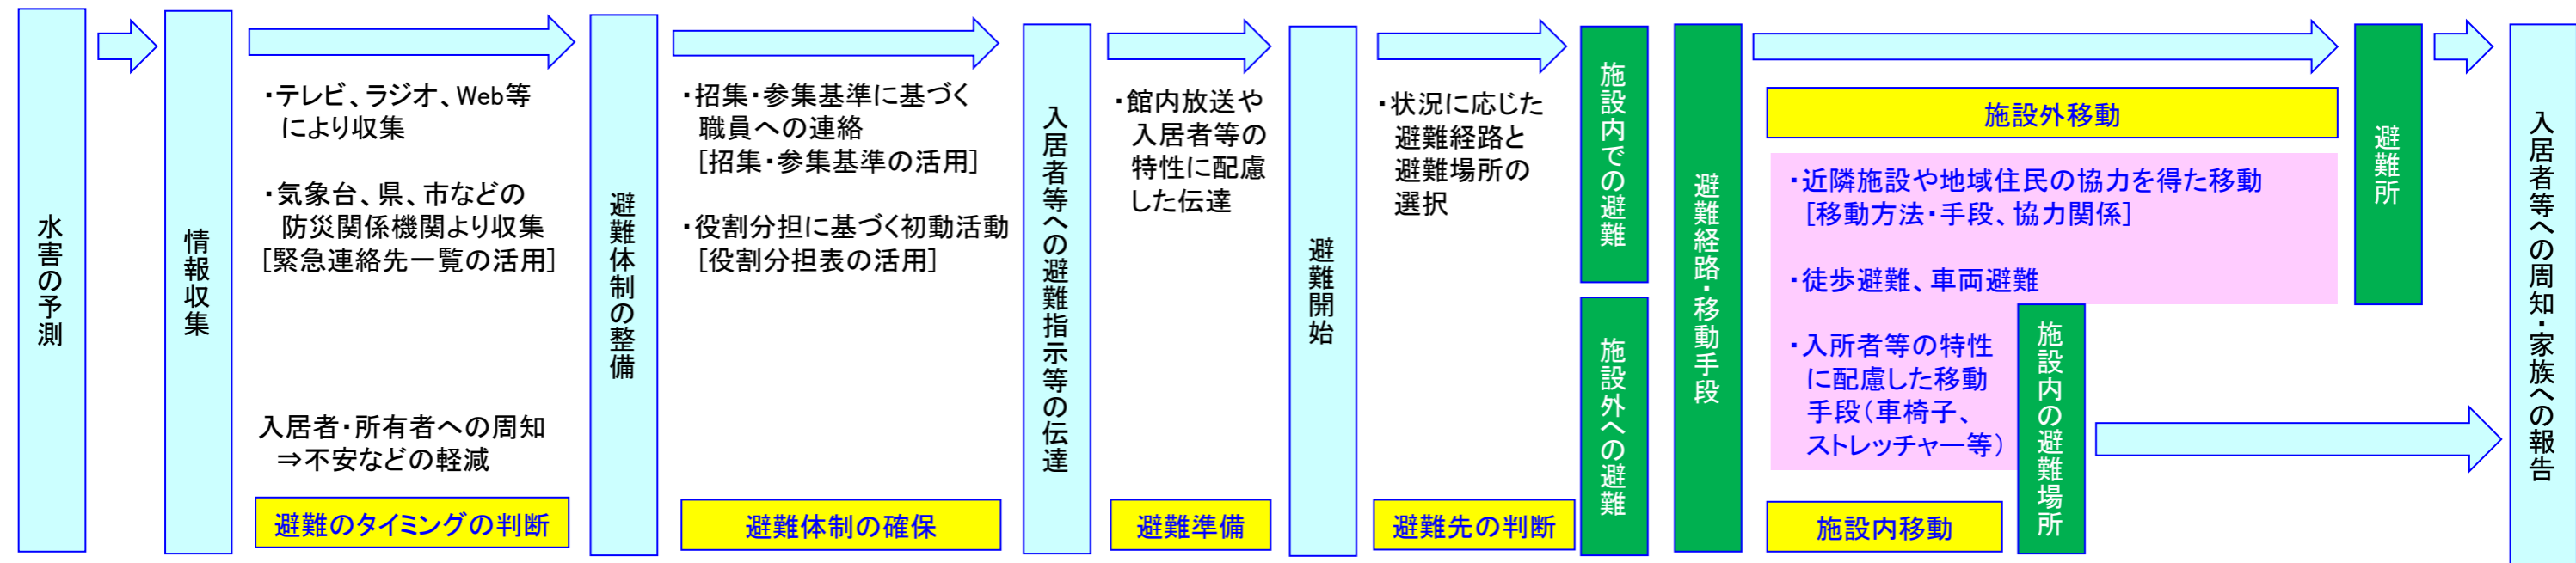 水害の予測
情報収集
・テレビ、ラジオ、Web等
により収集
・気象台、県、市などの
防災関係機関より収集
[緊急連絡先一覧の活用]
入居者・所有者への周知
⇒不安などの軽減
避難のタイミングの判断
避難体制の整備
・招集・参集基準に基づく
職員への連絡
[招集・参集基準の活用]
・役割分担に基づく初動活動
[役割分担表の活用]
避難体制の確保
入居者等への避難指示等の伝達
・館内放送や
入居者等の
特性に配慮
した伝達
避難準備
避難開始
・状況に応じた
避難経路と
避難場所の
選択
避難先の判断
施設内での避難
施設外への避難
避難経路・移動手段
施設外移動
・近隣施設や地域住民の協力を得た移動
[移動方法・手段、協力関係]
・徒歩避難、車両避難
・入所者等の特性
に配慮した移動
手段(車椅子、
ストレッチャー等)
施設内移動
施設内の避難場所
避難所
入居者等への周知・家族への報告